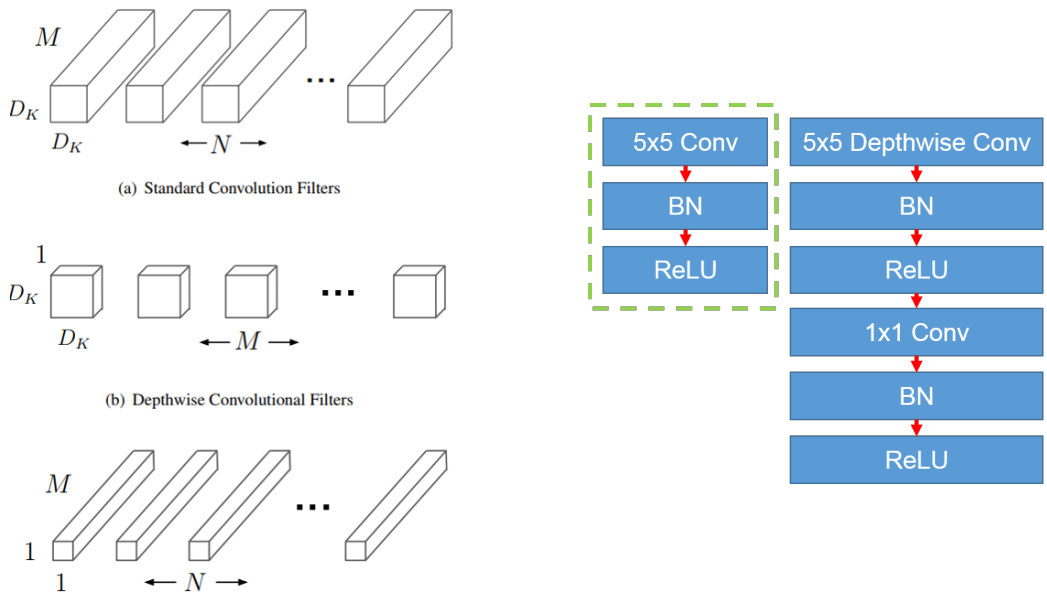 M
D_K
D_K
N
...
(a) Standard Convolution Filters
1
D_K
D_K
M
...
(b) Depthwise Convolutional Filters
M
1
1
N
...
5x5 Conv
BN
ReLU
5x5 Depthwise Conv
BN
ReLU
1x1 Conv
BN
ReLU